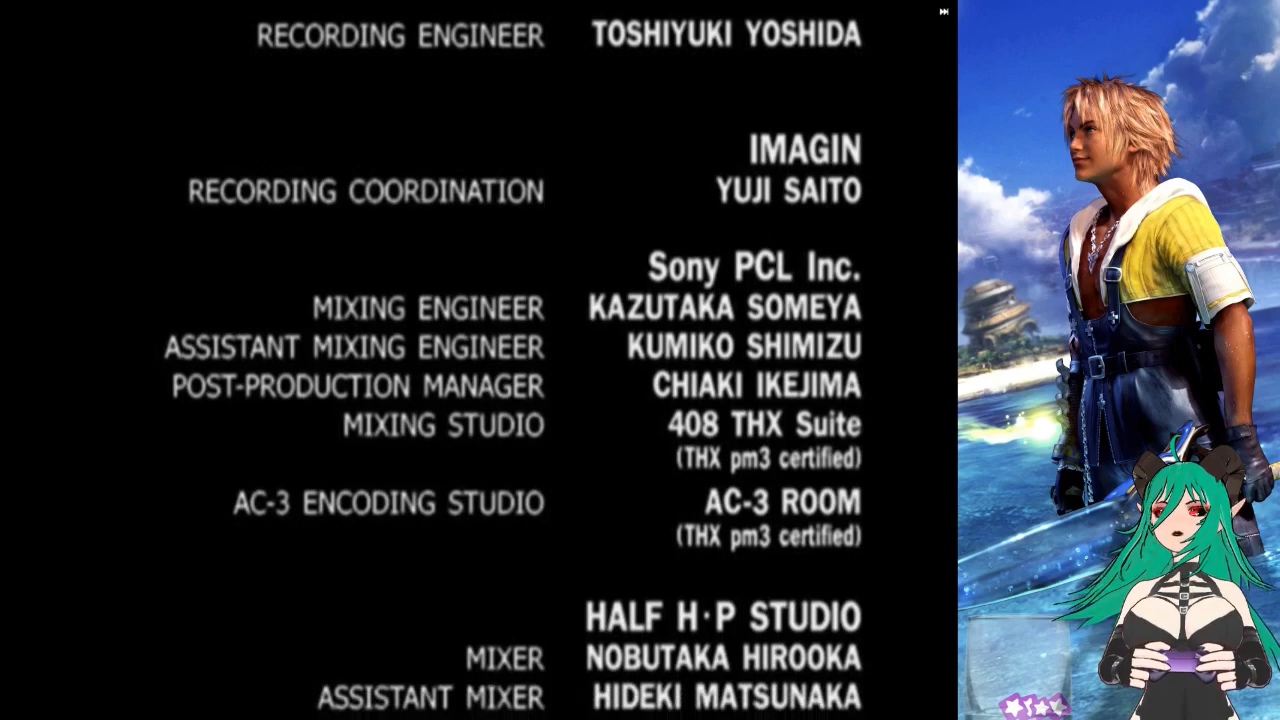 RECORDING ENGINEER TOSHIYUKI YOSHIDA
IMAGIN
RECORDING COORDINATION YUJI SAITO
Sony PCL Inc.
MIXING ENGINEER KAZUTAKA SOMEYA
ASSISTANT MIXING ENGINEER KUMIKO SHIMIZU
POST-PRODUCTION MANAGER CHIAKI IKEJIMA
MIXING STUDIO 408 THX Suite
(THX pm3 certified)
AC-3 ENCODING STUDIO AC-3 ROOM
(THX pm3 certified)
HALF H·P STUDIO
MIXER NOBUTAKA HIROOKA
ASSISTANT MIXER HIDEKI MATSUNAKA